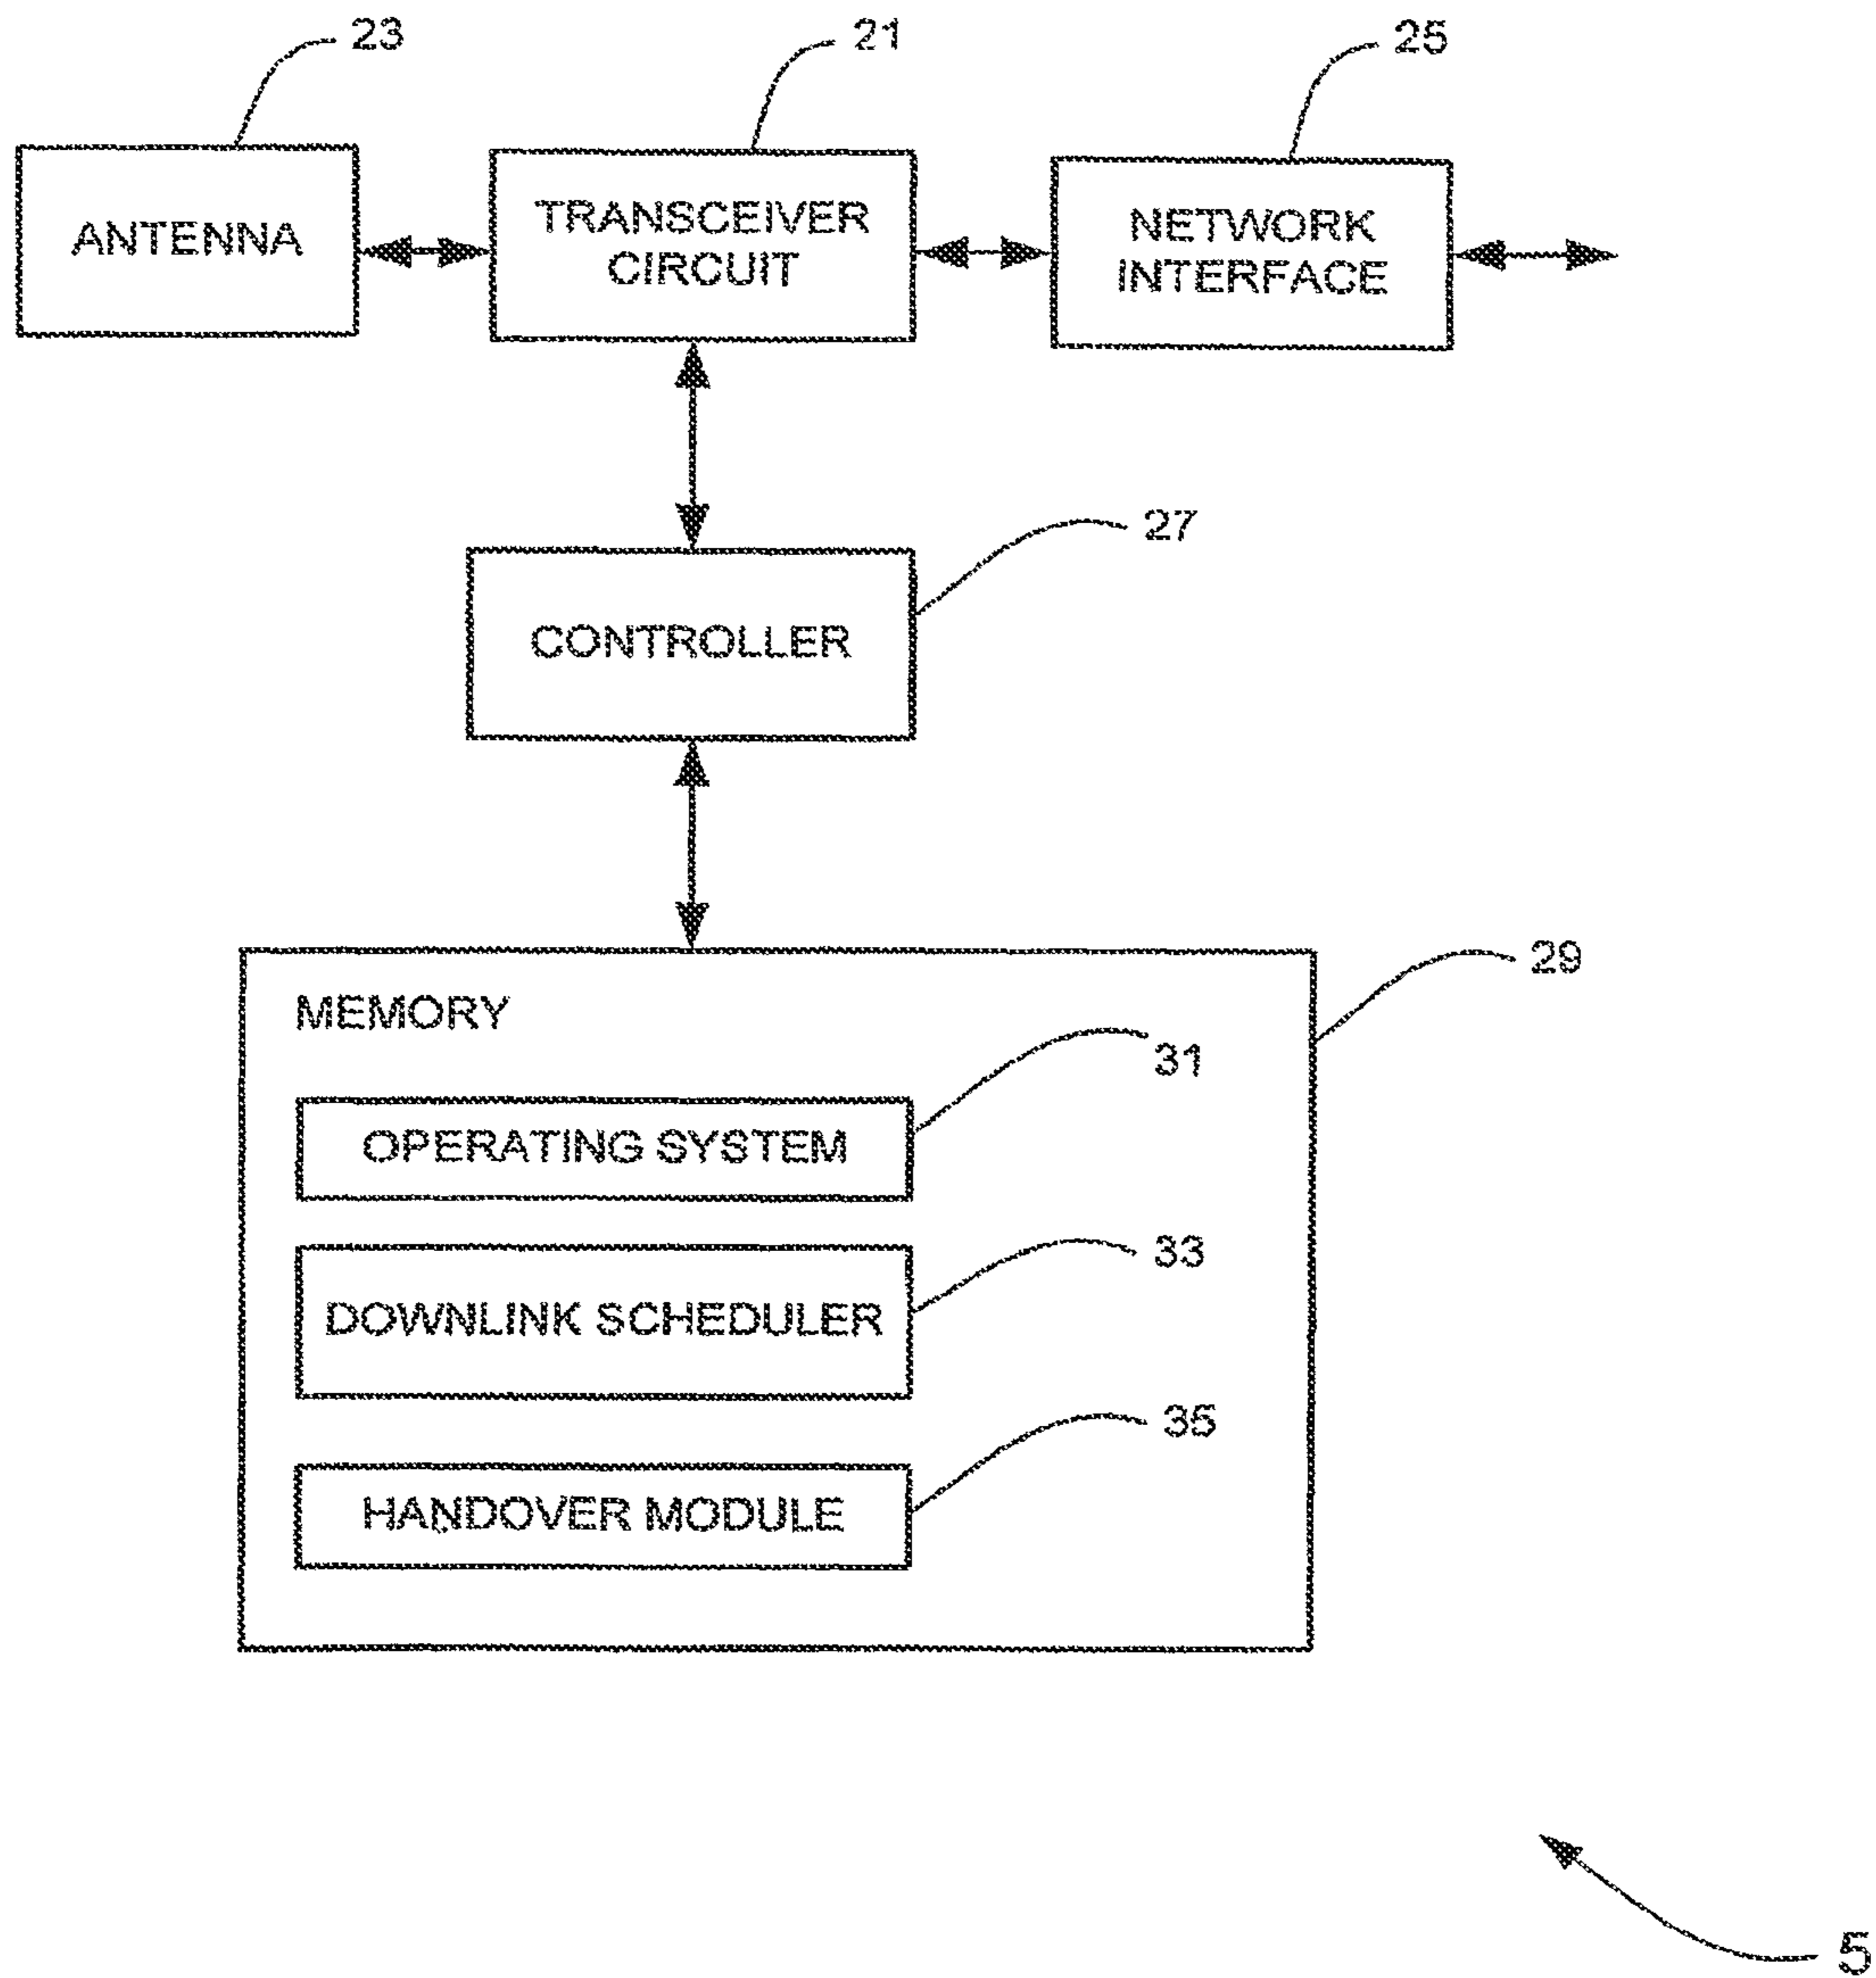 23
21
25
ANTENNA
TRANSCEIVER
CIRCUIT
NETWORK
INTERFACE
27
CONTROLLER
29
MEMORY
31
OPERATING SYSTEM
33
DOWNLINK SCHEDULER
35
HANDOVER MODULE
5